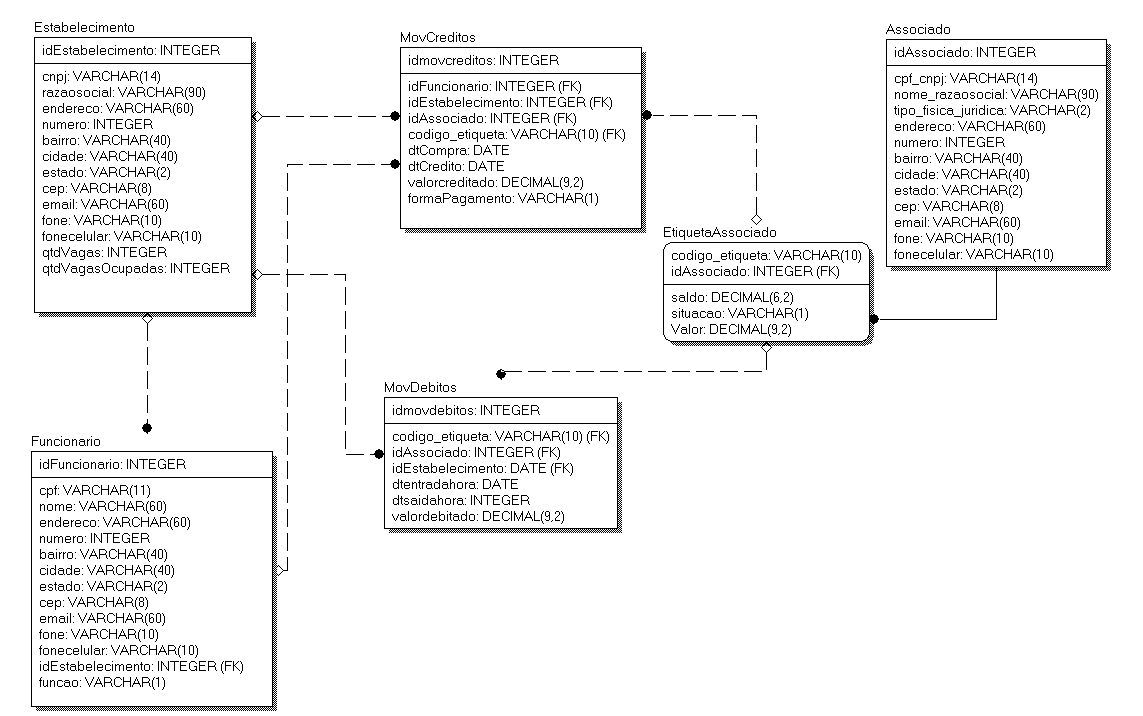 Estabelecimento
idEstabelecimento: INTEGER
cnpj: VARCHAR(14)
razaosocial: VARCHAR(90)
endereco: VARCHAR(60)
numero: INTEGER
bairro: VARCHAR(40)
cidade: VARCHAR(40)
estado: VARCHAR(2)
cep: VARCHAR(8)
email: VARCHAR(60)
fone: VARCHAR(10)
fonecelular: VARCHAR(10)
qtdVagas: INTEGER
qtdVagasOcupadas: INTEGER
MovCreditos
idmovcreditos: INTEGER
idFuncionario: INTEGER (FK)
idEstabelecimento: INTEGER (FK)
idAssociado: INTEGER (FK)
codigo_etiqueta: VARCHAR(10) (FK)
dtCompra: DATE
dtCredito: DATE
valorcreditado: DECIMAL(9,2)
formaPagamento: VARCHAR(1)
Associado
idAssociado: INTEGER
cpf_cnpj: VARCHAR(14)
nome_razaosocial: VARCHAR(90)
tipo_fisica_juridica: VARCHAR(2)
endereco: VARCHAR(60)
numero: INTEGER
bairro: VARCHAR(40)
cidade: VARCHAR(40)
estado: VARCHAR(2)
cep: VARCHAR(8)
email: VARCHAR(60)
fone: VARCHAR(10)
fonecelular: VARCHAR(10)
EtiquetaAssociado
codigo_etiqueta: VARCHAR(10)
idAssociado: INTEGER (FK)
saldo: DECIMAL(6,2)
situacao: VARCHAR(1)
Valor: DECIMAL(9,2)
MovDebitos
idmovdebitos: INTEGER
codigo_etiqueta: VARCHAR(10) (FK)
idAssociado: INTEGER (FK)
idEstabelecimento: DATE (FK)
dtentradahora: DATE
dtsaidahora: INTEGER
valordebitado: DECIMAL(9,2)
Funcionario
idFuncionario: INTEGER
cpf: VARCHAR(11)
nome: VARCHAR(60)
endereco: VARCHAR(60)
numero: INTEGER
bairro: VARCHAR(40)
cidade: VARCHAR(40)
estado: VARCHAR(2)
cep: VARCHAR(8)
email: VARCHAR(60)
fone: VARCHAR(10)
fonecelular: VARCHAR(10)
idEstabelecimento: INTEGER (FK)
funcao: VARCHAR(1)